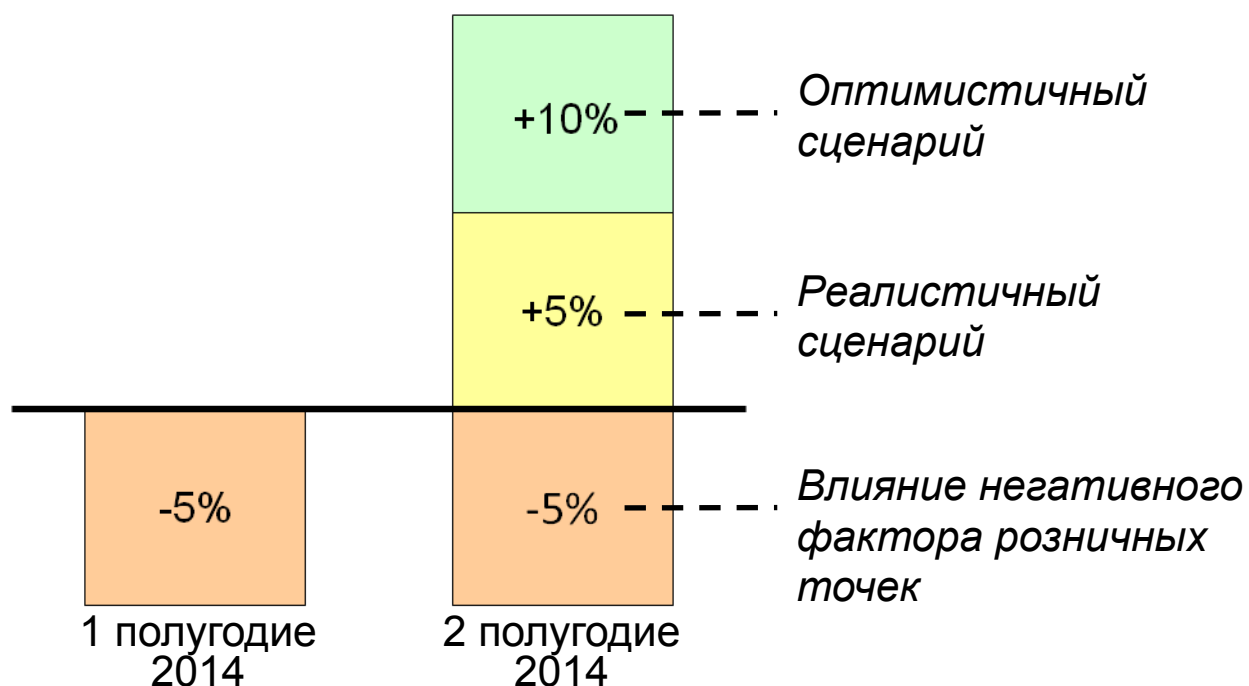 +10%
Оптимистичный
сценарий
+5%
Реалистичный
сценарий
-5%
-5%
Влияние негативного
фактора розничных
точек
1 полугодие
2014
2 полугодие
2014